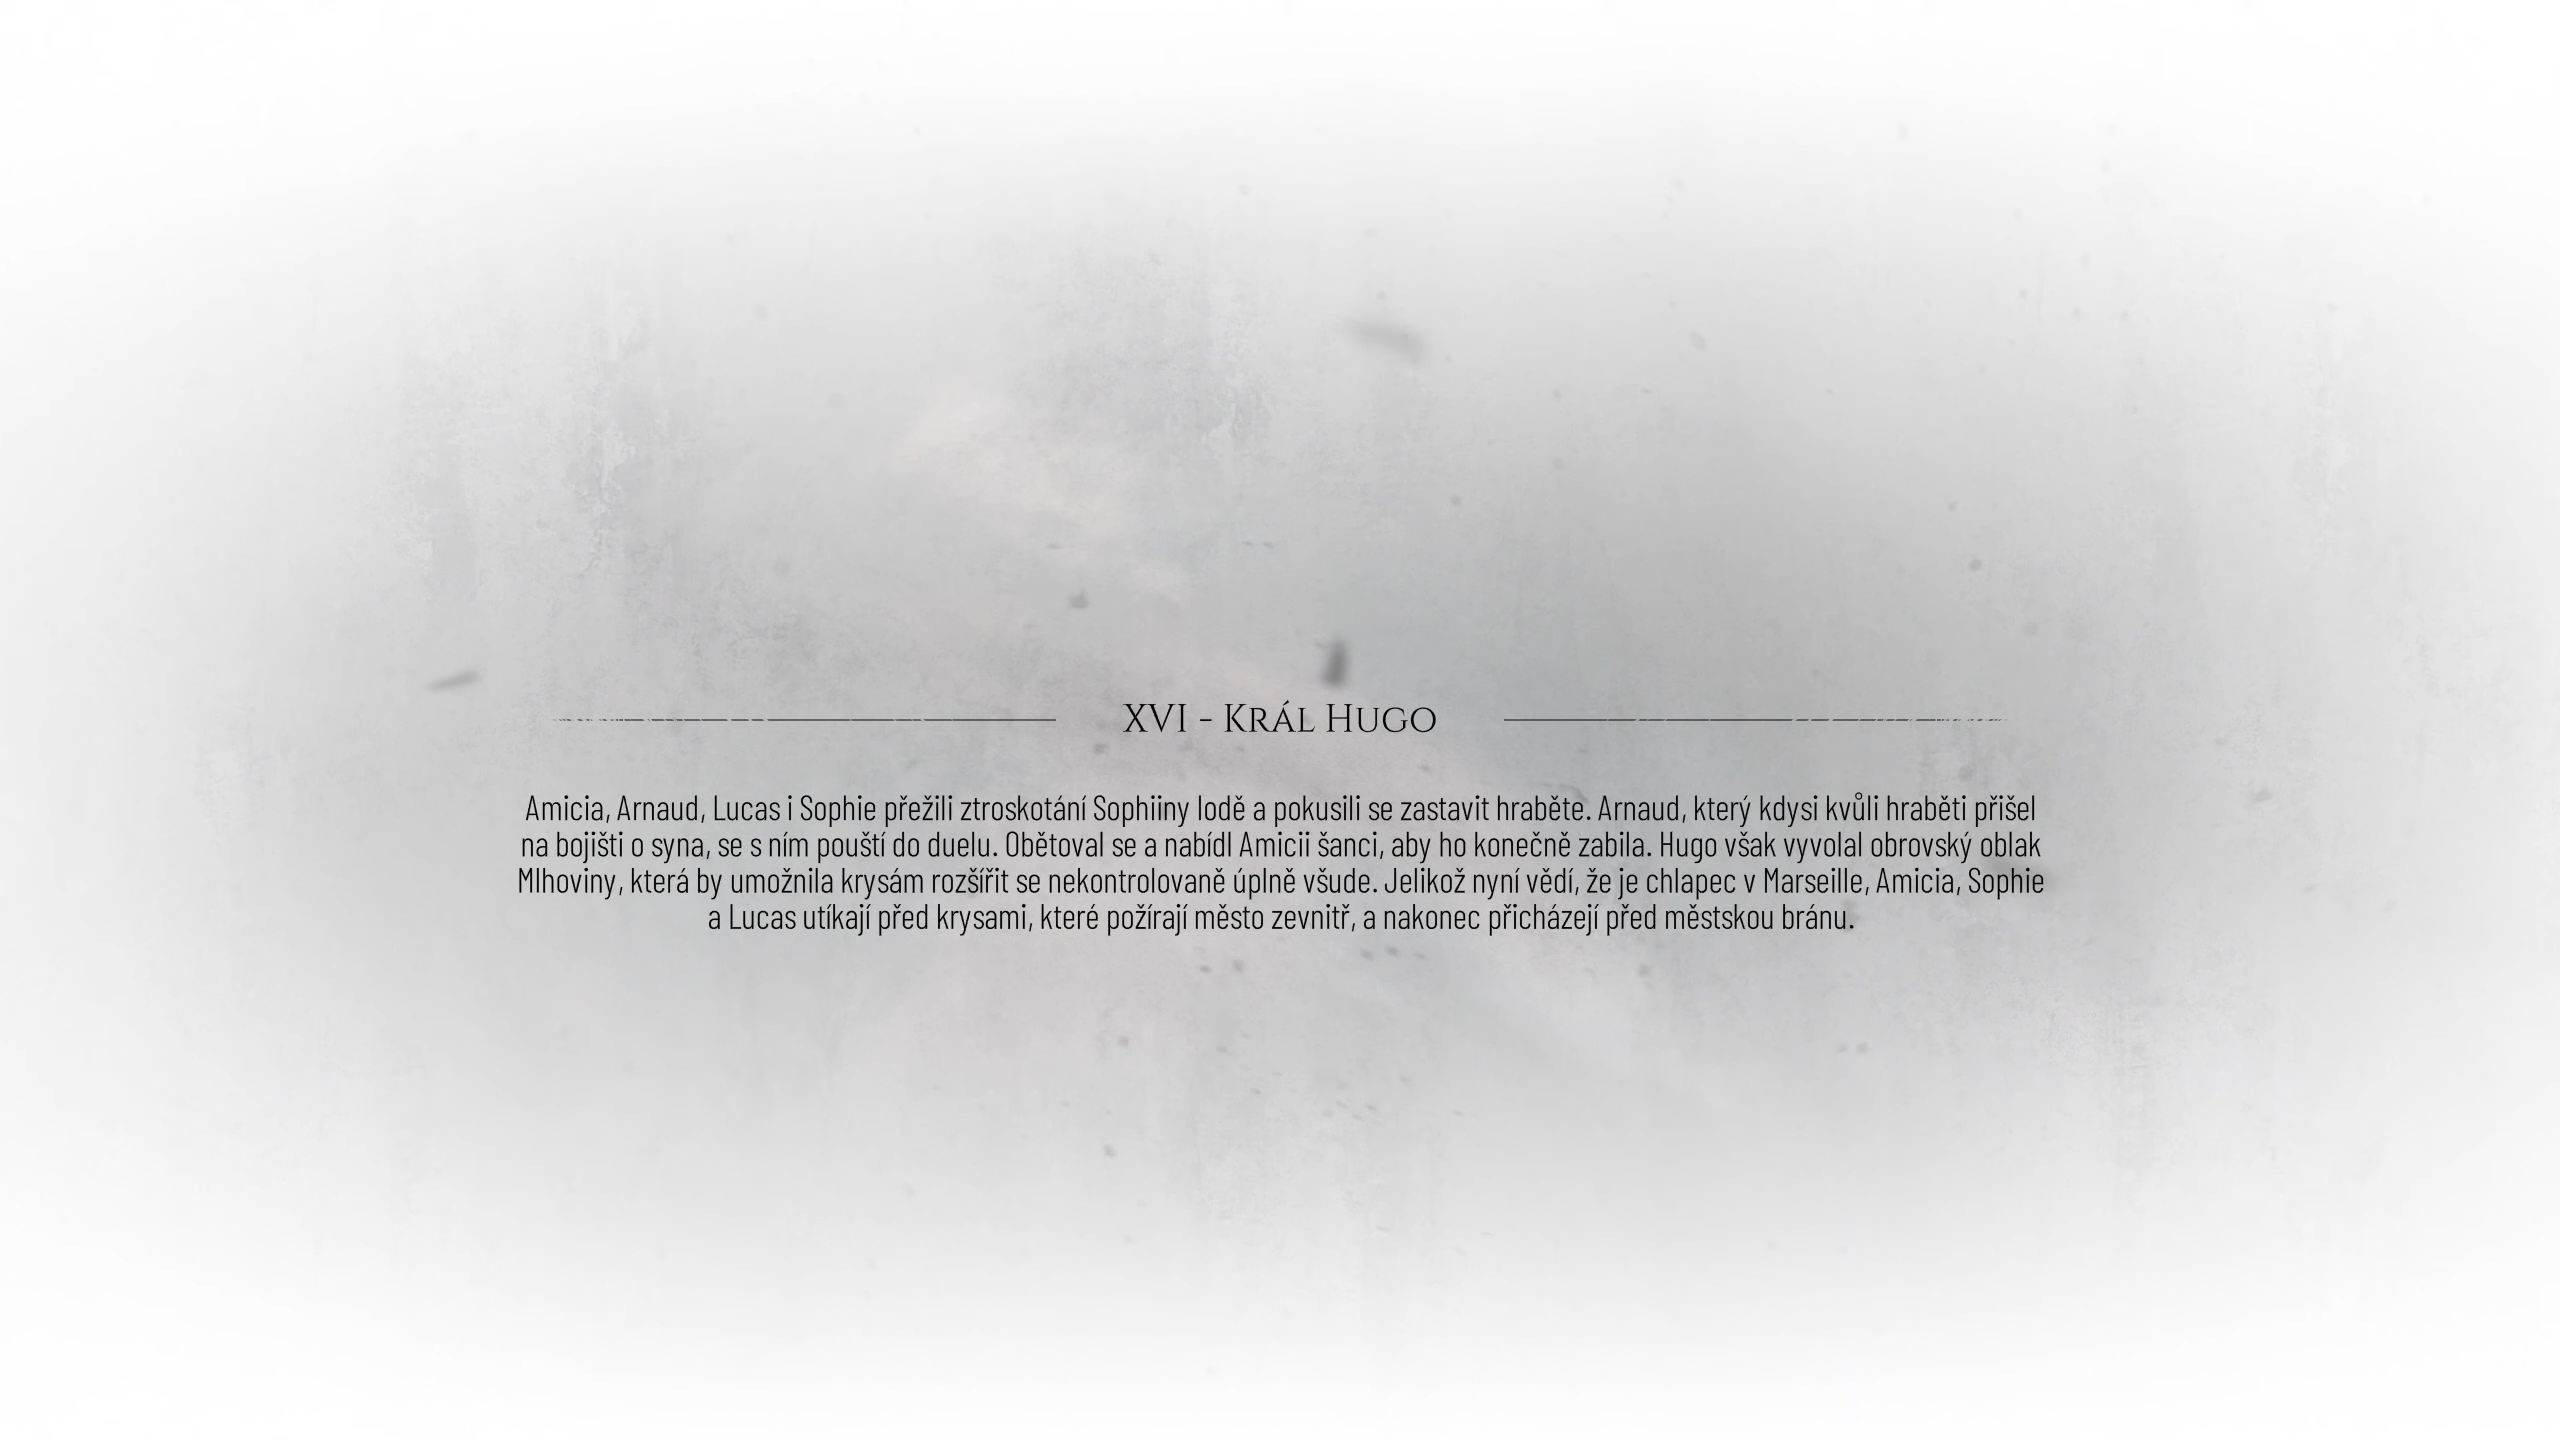 XVI - Král Hugo
Amicia, Arnaud, Lucas i Sophie přežili ztroskotání Sophiiny lodě a pokusili se zastavit hraběte. Arnaud, který kdysi kvůli hraběti přišel
na bojišti o syna, se s ním pouští do duelu. Obětoval se a nabídl Amicii šanci, aby ho konečně zabila. Hugo však vyvolal obrovský oblak
Mlhoviny, která by umožnila krysám rozšířit se nekontrolovaně úplně všude. Jelikož nyní vědí, že je chlapec v Marseille, Amicia, Sophie
a Lucas utíkají před krysami, které požírají město zevnitř, a nakonec přicházejí před městskou bránu.